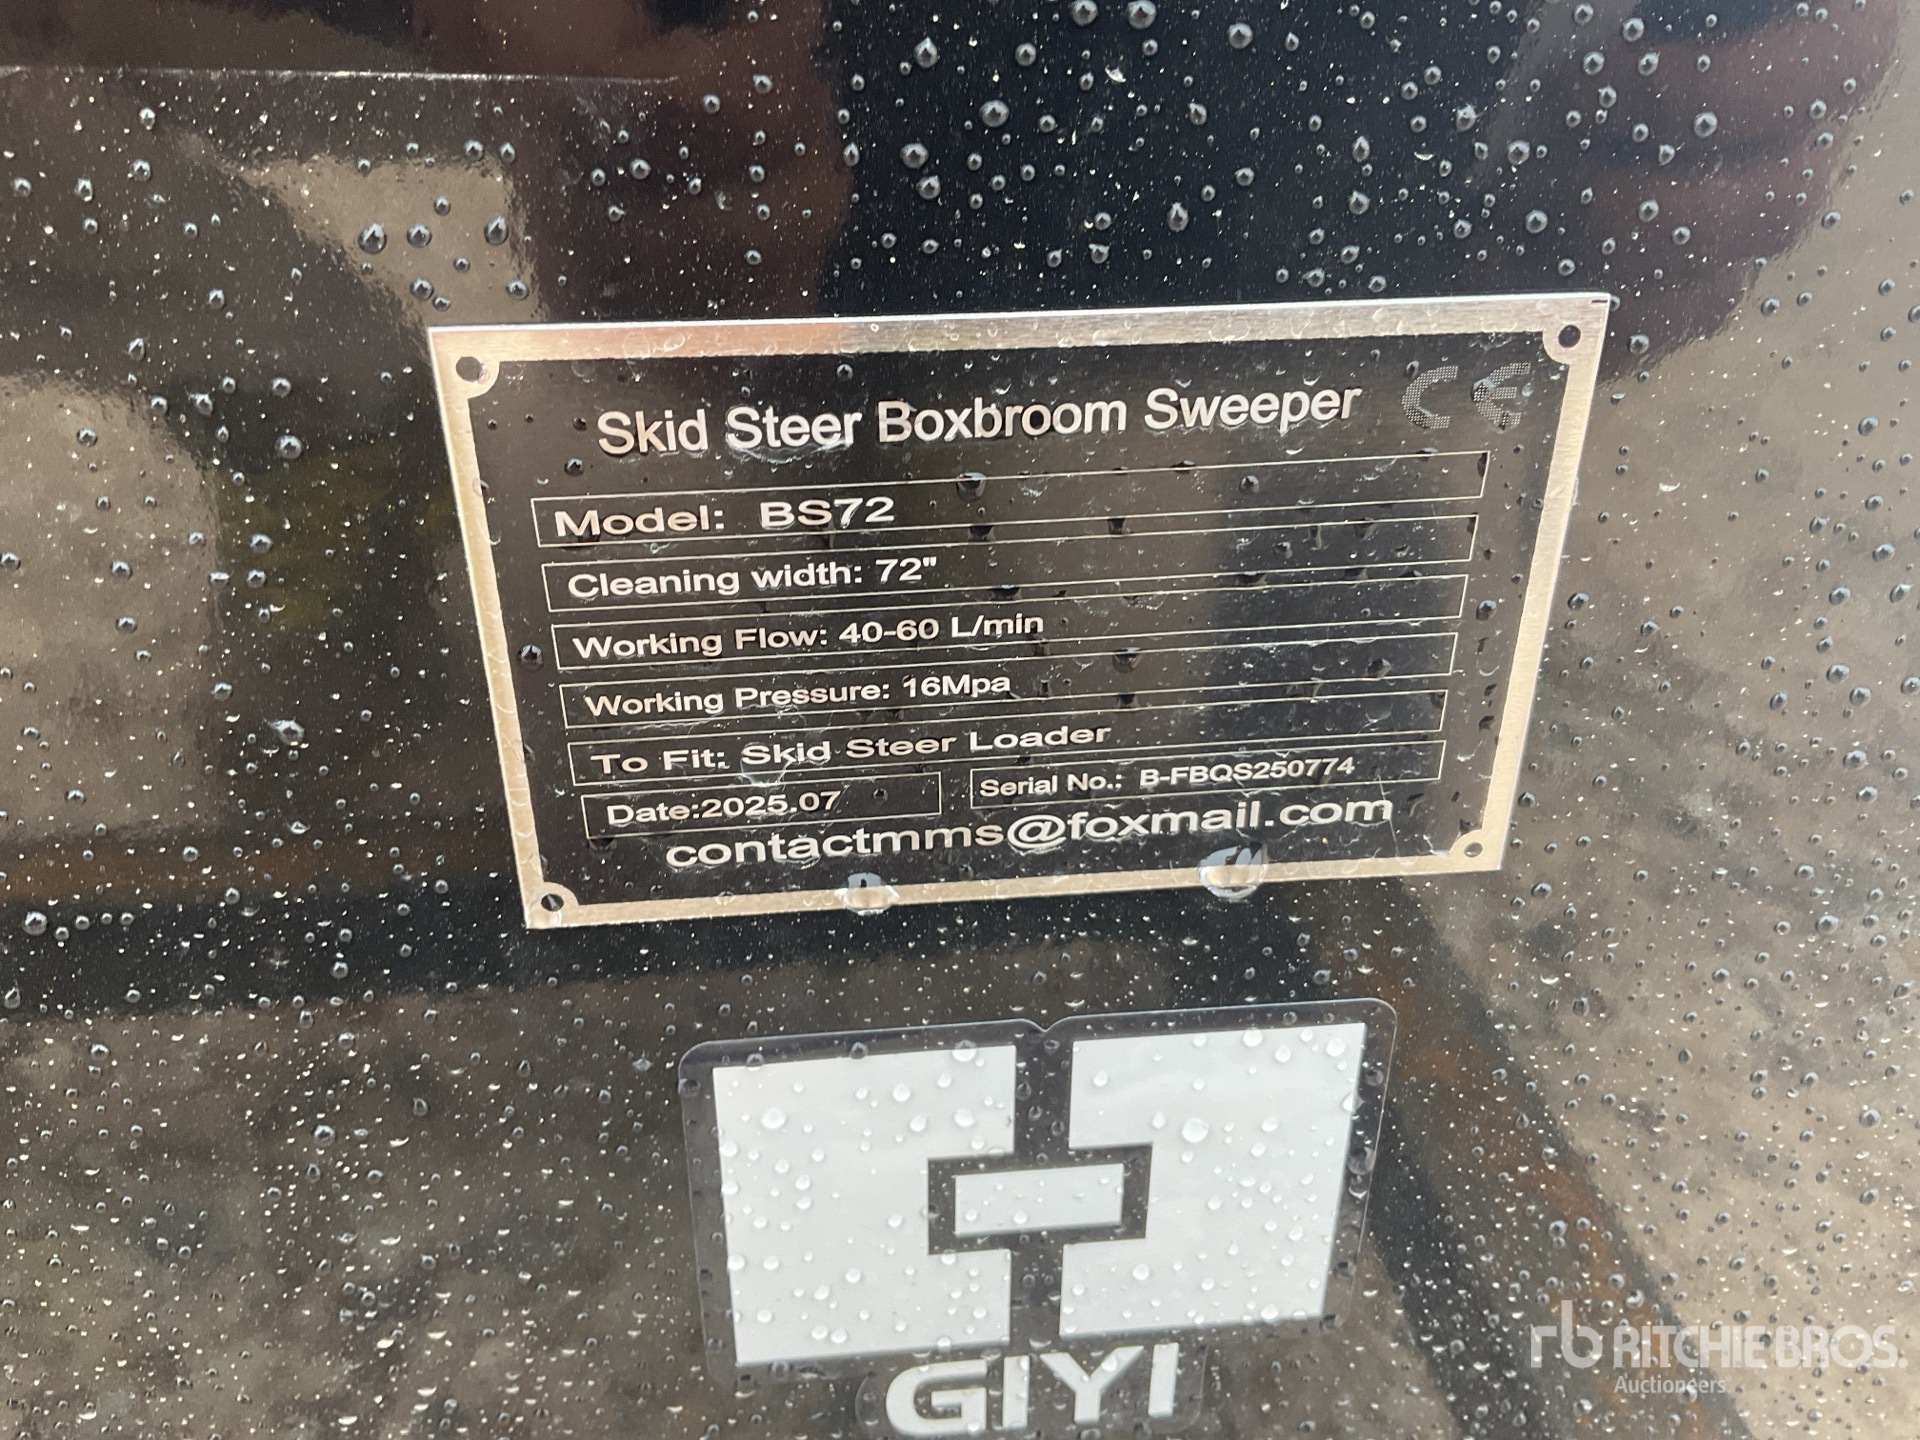 Skid Steer Boxbroom Sweeper CE
Model: BS72
Cleaning width: 72"
Working Flow: 40-60 L/min
Working Pressure: 16Mpa
To Fit: Skid Steer Loader
Date:2025.07 Serial No.: B-FBQS250774
contactmms@foxmail.com
GIYI
rb RITCHIE BROS.
Auctioneers